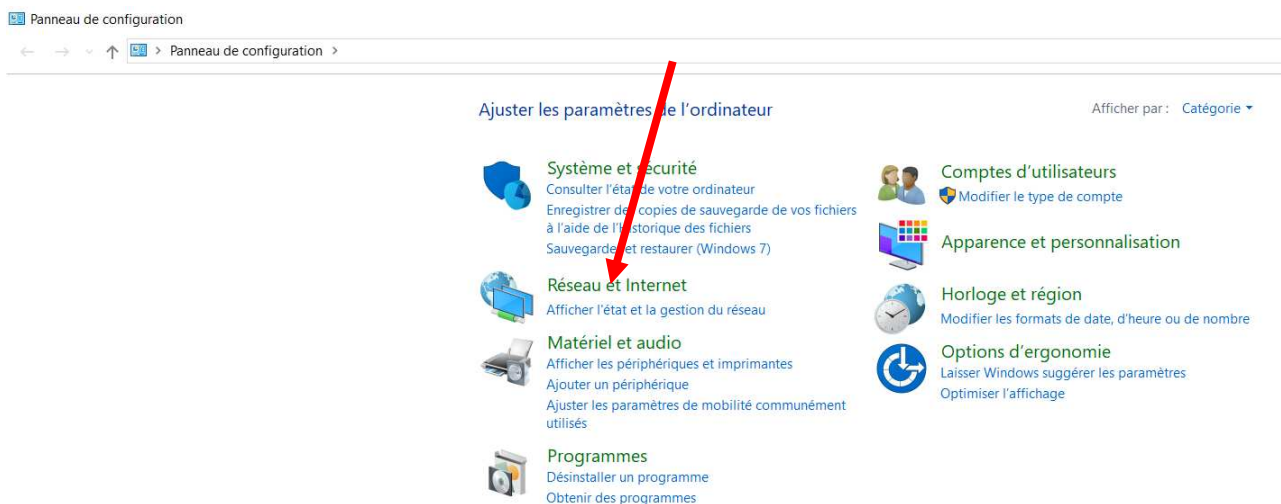 Panneau de configuration
Panneau de configuration
Ajuster les paramètres de l'ordinateur
Afficher par : Catégorie
Système et sécurité
Consulter l'état de votre ordinateur
Enregistrer des copies de sauvegarde de vos fichiers
à l'aide de l'Historique des fichiers
Sauvegarder et restaurer (Windows 7)
Réseau et Internet
Afficher l'état et la gestion du réseau
Matériel et audio
Afficher les périphériques et imprimantes
Ajouter un périphérique
Ajuster les paramètres de mobilité communément
utilisés
Programmes
Désinstaller un programme
Obtenir des programmes
Comptes d'utilisateurs
Modifier le type de compte
Apparence et personnalisation
Horloge et région
Modifier les formats de date, d'heure ou de nombre
Options d'ergonomie
Laisser Windows suggérer les paramètres
Optimiser l'affichage